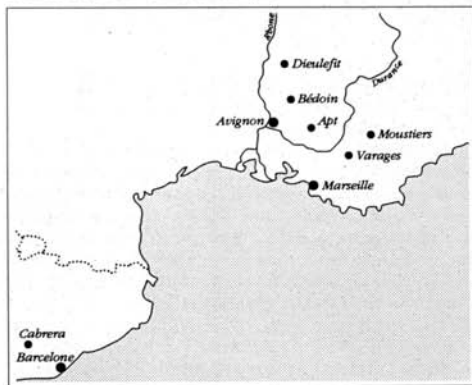 Rhône
Dieulefit
Durance
Bédoin
Avignon
Apt
Moustiers
Varages
Marseille
Cabrera
Barcelone